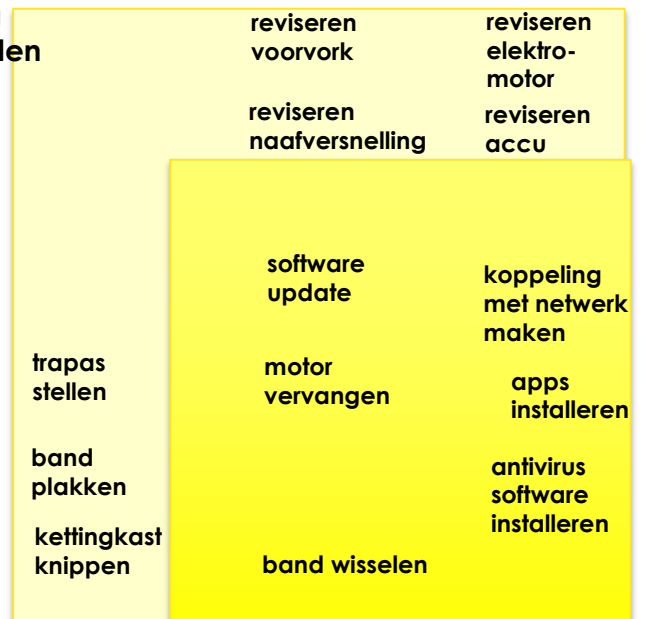 reviseren
voorvork
reviseren
elektro-
motor
reviseren
naafversnelling
reviseren
accu
software
update
koppeling
met netwerk
maken
trapas
stellen
motor
vervangen
apps
installeren
band
plakken
antivirus
software
installeren
kettingkast
knippen
band wisselen